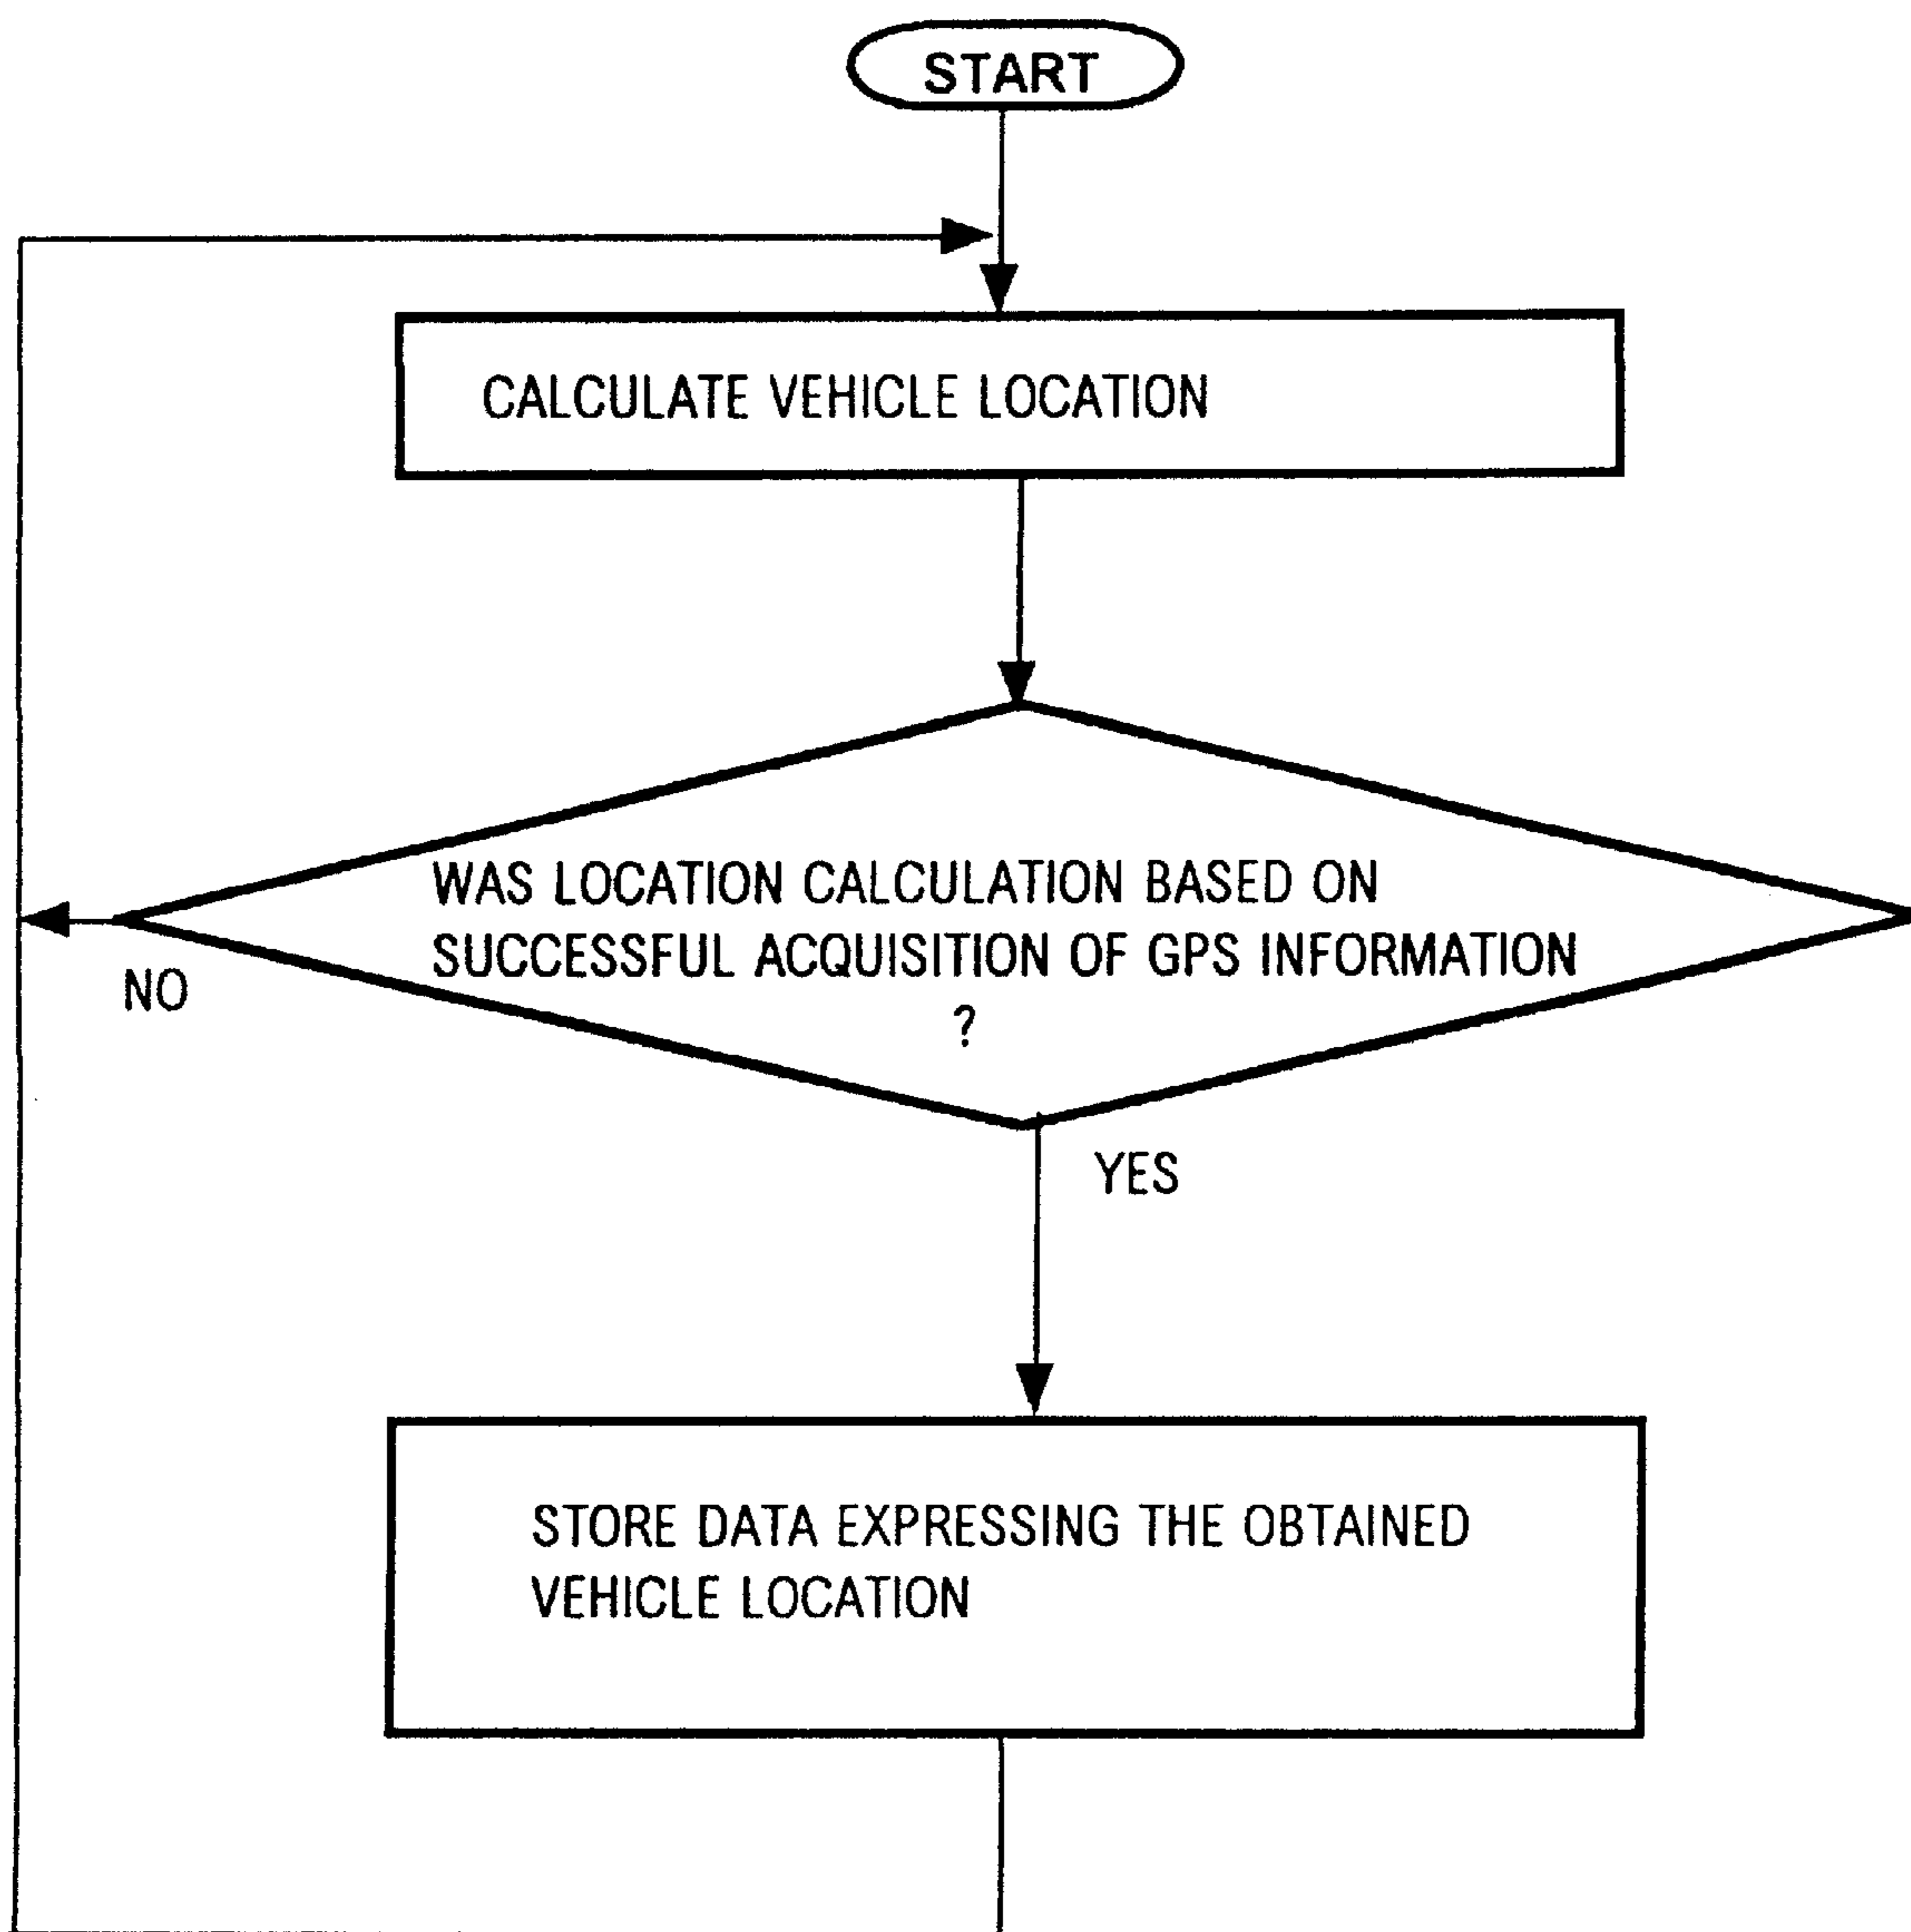 START
CALCULATE VEHICLE LOCATION
WAS LOCATION CALCULATION BASED ON
SUCCESSFUL ACQUISITION OF GPS INFORMATION
?
NO
YES
STORE DATA EXPRESSING THE OBTAINED
VEHICLE LOCATION